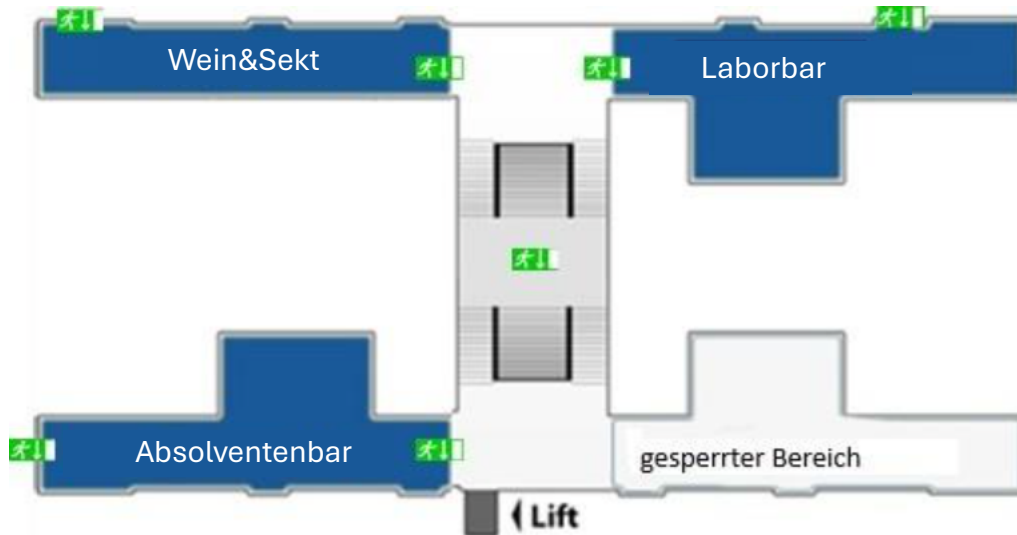 Wein&Sekt
Laborbar
Absolventenbar
gesperrter Bereich
Lift